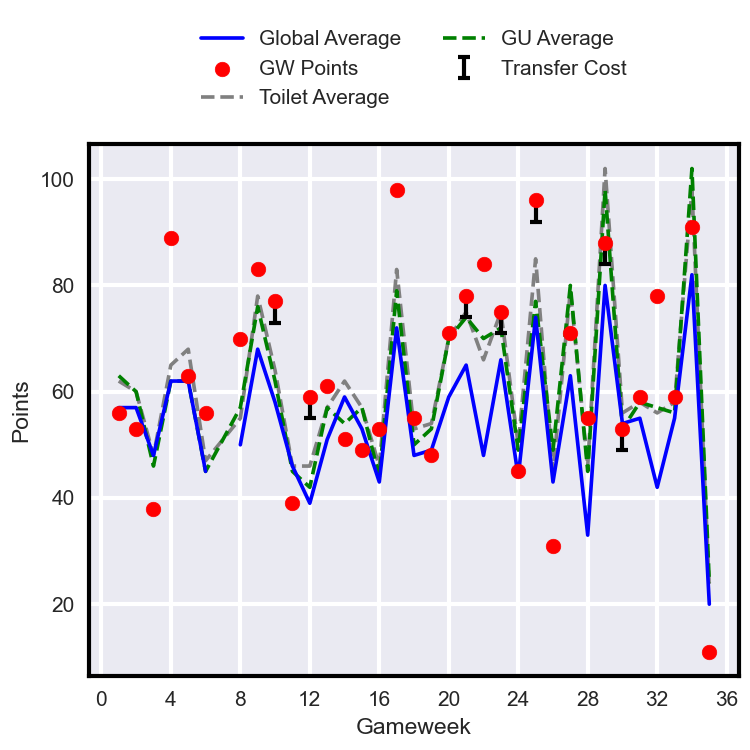 Global Average
GW Points
Toilet Average
GU Average
Transfer Cost
100
80
60
40
20
Points
0 4 8 12 16 20 24 28 32 36
Gameweek